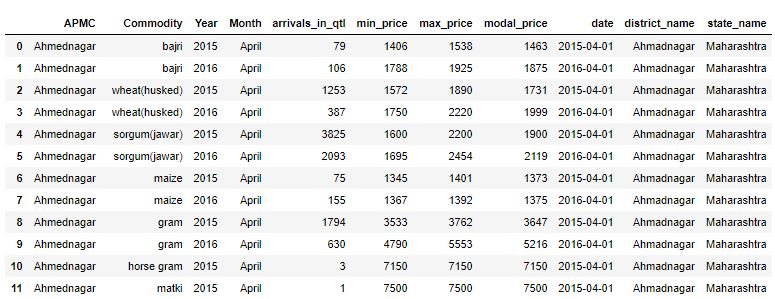 APMC Commodity Year Month arrivals_in_qtl min_price max_price modal_price date district_name state_name
0 Ahmednagar bajri 2015 April 79 1406 1538 1463 2015-04-01 Ahmadnagar Maharashtra
1 Ahmednagar bajri 2016 April 106 1788 1925 1875 2016-04-01 Ahmadnagar Maharashtra
2 Ahmednagar wheat(husked) 2015 April 1253 1572 1890 1731 2015-04-01 Ahmadnagar Maharashtra
3 Ahmednagar wheat(husked) 2016 April 387 1750 2220 1999 2016-04-01 Ahmadnagar Maharashtra
4 Ahmednagar sorgum(jawar) 2015 April 3825 1600 2200 1900 2015-04-01 Ahmadnagar Maharashtra
5 Ahmednagar sorgum(jawar) 2016 April 2093 1695 2454 2119 2016-04-01 Ahmadnagar Maharashtra
6 Ahmednagar maize 2015 April 75 1345 1401 1373 2015-04-01 Ahmadnagar Maharashtra
7 Ahmednagar maize 2016 April 155 1367 1392 1375 2016-04-01 Ahmadnagar Maharashtra
8 Ahmednagar gram 2015 April 1794 3533 3762 3647 2015-04-01 Ahmadnagar Maharashtra
9 Ahmednagar gram 2016 April 630 4790 5553 5216 2016-04-01 Ahmadnagar Maharashtra
10 Ahmednagar horse gram 2015 April 3 7150 7150 7150 2015-04-01 Ahmadnagar Maharashtra
11 Ahmednagar matki 2015 April 1 7500 7500 7500 2015-04-01 Ahmadnagar Maharashtra